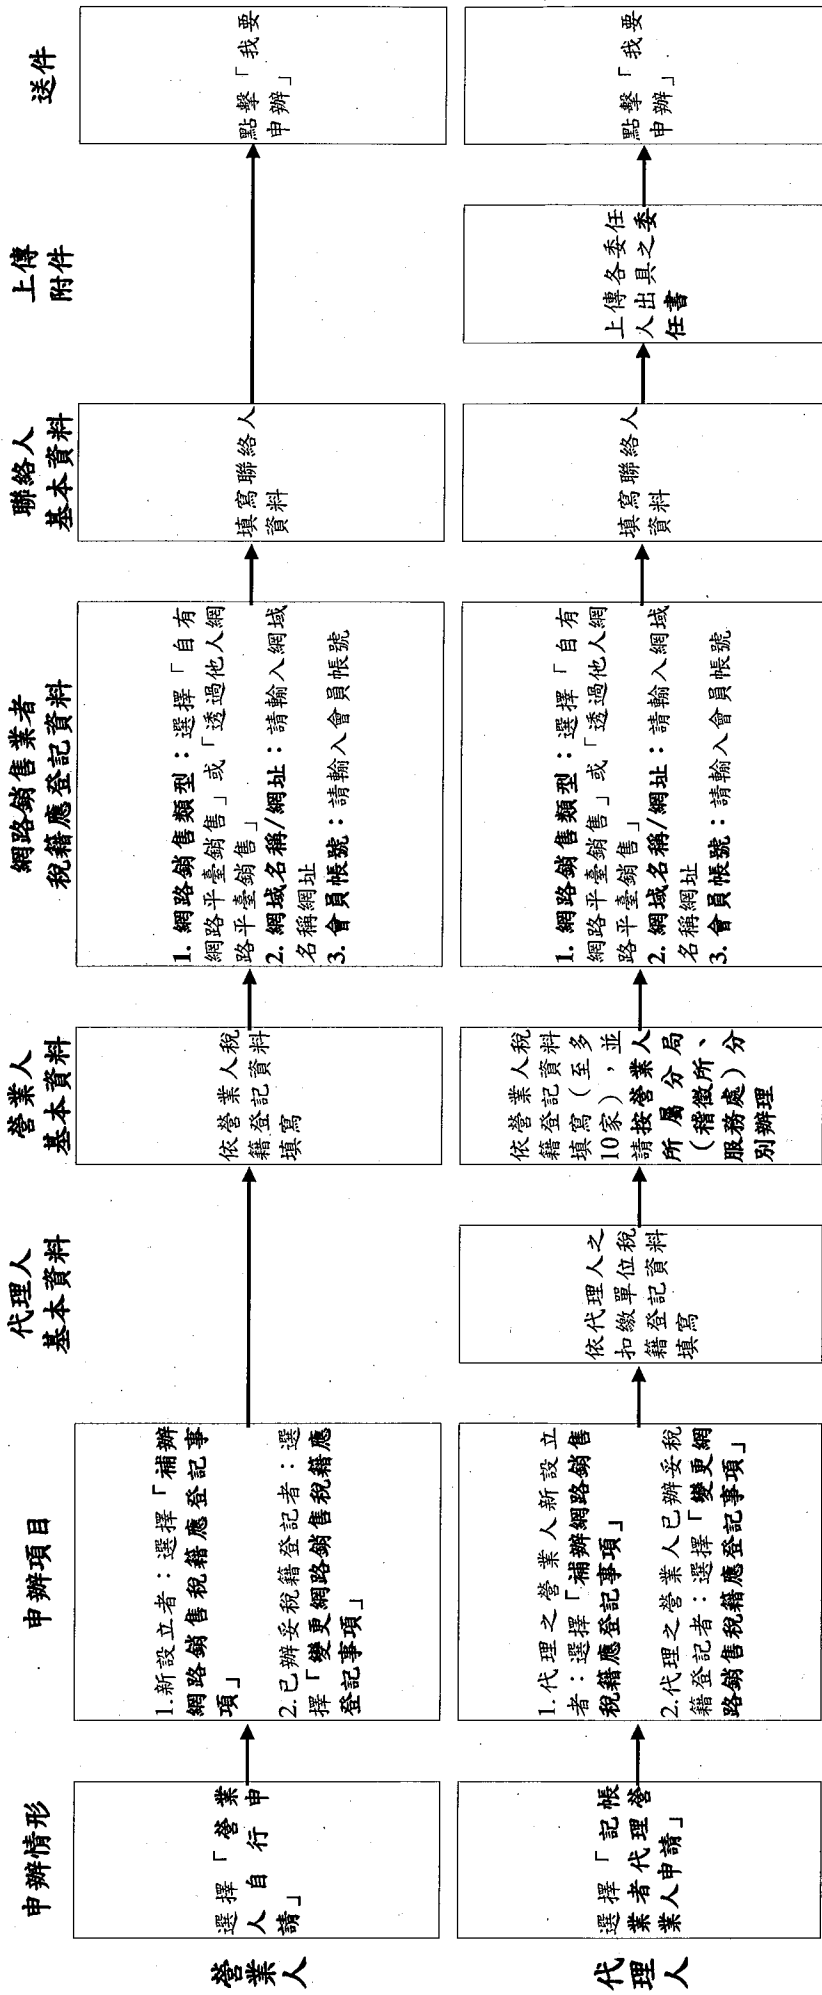 申辦情形
申辦項目
代理人
基本資料
營業人
基本資料
網路銷售業者
稅籍應登記資料
聯絡人
基本資料
上傳
附件
送件
營業
人
選擇「營業
人自行申
請」
1.新設立者：選擇「補辦
網路銷售稅籍應登記事
項」
2.已辦妥稅籍登記者：選
擇「變更網路銷售稅籍應
登記事項」
依營業人稅
籍登記資料
填寫
1. 網路銷售類型：選擇「自有
網路平臺銷售」或「透過他人網
路平臺銷售」
2. 網域名稱/網址：請輸入網域
名稱網址
3. 會員帳號：請輸入會員帳號
填寫聯絡人
資料
點擊「我要
申辦」
代理
人
選擇「記帳
業者代理營
業人申請」
1.代理之營業人新設立
者：選擇「補辦網路銷售
稅籍應登記事項」
2.代理之營業人已辦妥稅
籍登記者：選擇「變更網
路銷售稅籍應登記事項」
依代理人之
扣繳單位稅
籍登記資料
填寫
依營業人稅
籍登記資料
填寫（至多
10家），並
請按營業人
所屬分局
（稽徵所、
服務處）分
別辦理
1. 網路銷售類型：選擇「自有
網路平臺銷售」或「透過他人網
路平臺銷售」
2. 網域名稱/網址：請輸入網域
名稱網址
3. 會員帳號：請輸入會員帳號
填寫聯絡人
資料
上傳各委任
人出具之委
任書
點擊「我要
申辦」